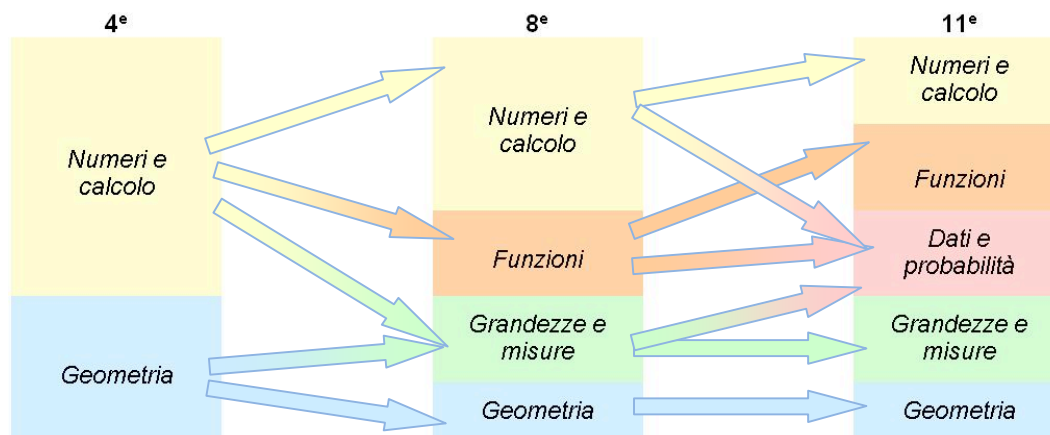 4e
8e
11e
Numeri e
calcolo
Geometria
Numeri e
calcolo
Funzioni
Grandezze e
misure
Geometria
Numeri e
calcolo
Funzioni
Dati e
probabilità
Grandezze e
misure
Geometria